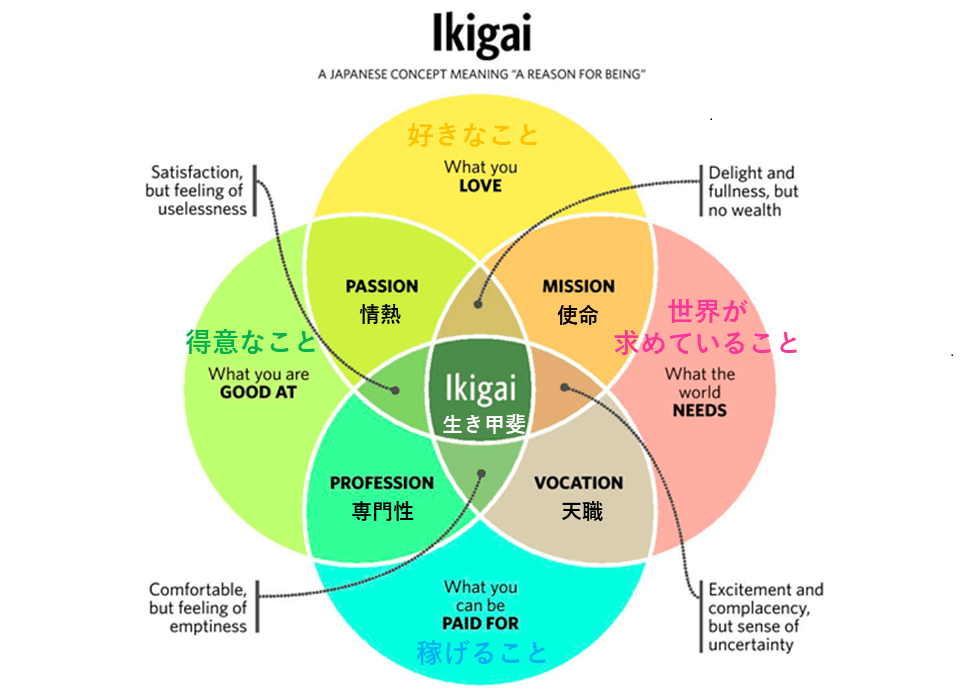 Ikigai
A JAPANESE CONCEPT MEANING “A REASON FOR BEING”
好きなこと
What you
LOVE
Satisfaction,
but feeling of
uselessness
Delight and
fullness, but
no wealth
PASSION
情熱
MISSION
使命
得意なこと
What you are
GOOD AT
世界が
求めていること
What the
world
NEEDS
Ikigai
生き甲斐
PROFESSION
専門性
VOCATION
天職
Comfortable,
but feeling of
emptiness
What you
can be
PAID FOR
稼げること
Excitement and
complacency,
but sense of
uncertainty